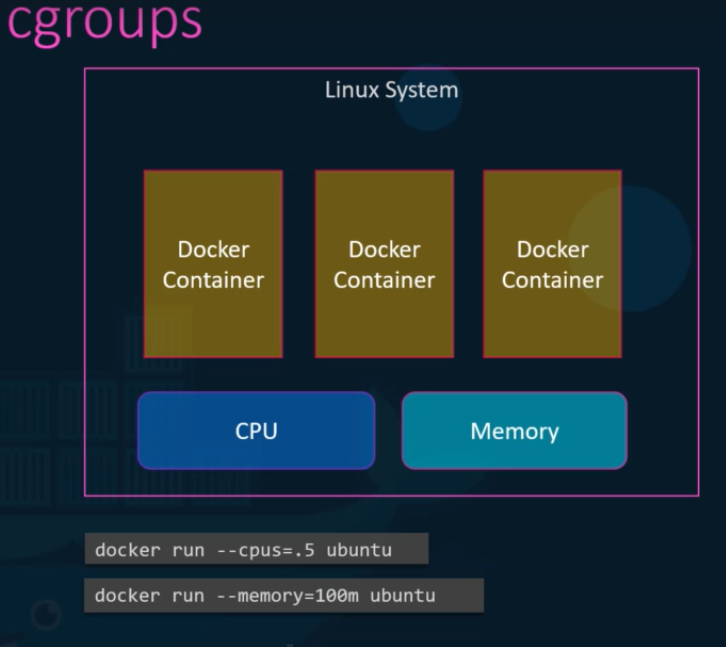 cgroups
Linux System
Docker
Container
Docker
Container
Docker
Container
CPU
Memory
docker run --cpus=.5 ubuntu
docker run --memory=100m ubuntu